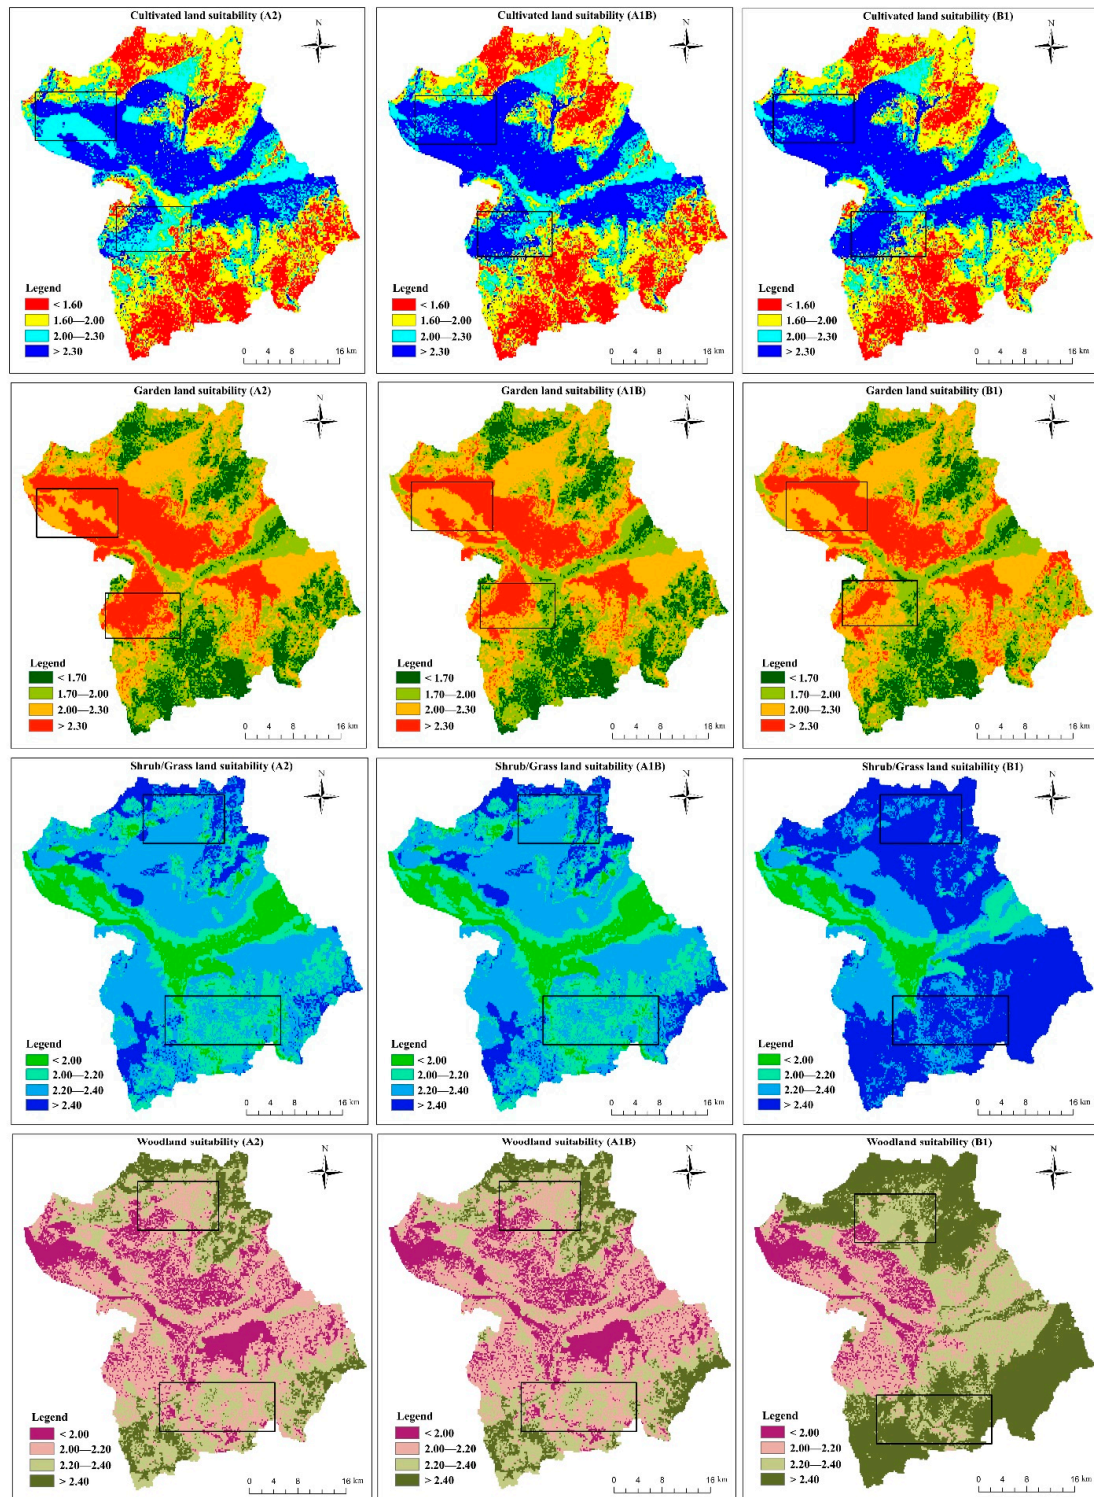 Cultivated land suitability (A2)
N
Legend
< 1.60
1.60—2.00
2.00—2.30
> 2.30
0 4 8 16 km
Cultivated land suitability (A1B)
N
Legend
< 1.60
1.60—2.00
2.00—2.30
> 2.30
0 4 8 16 km
Cultivated land suitability (B1)
N
Legend
< 1.60
1.60—2.00
2.00—2.30
> 2.30
0 4 8 16 km
Garden land suitability (A2)
N
Legend
< 1.70
1.70—2.00
2.00—2.30
> 2.30
0 4 8 16 km
Garden land suitability (A1B)
N
Legend
< 1.70
1.70—2.00
2.00—2.30
> 2.30
0 4 8 16 km
Garden land suitability (B1)
N
Legend
< 1.70
1.70—2.00
2.00—2.30
> 2.30
0 4 8 16 km
Shrub/Grass land suitability (A2)
N
Legend
< 2.00
2.00—2.20
2.20—2.40
> 2.40
0 4 8 16 km
Shrub/Grass land suitability (A1B)
N
Legend
< 2.00
2.00—2.20
2.20—2.40
> 2.40
0 4 8 16 km
Shrub/Grass land suitability (B1)
N
Legend
< 2.00
2.00—2.20
2.20—2.40
> 2.40
0 4 8 16 km
Woodland suitability (A2)
N
Legend
< 2.00
2.00—2.20
2.20—2.40
> 2.40
0 4 8 16 km
Woodland suitability (A1B)
N
Legend
< 2.00
2.00—2.20
2.20—2.40
> 2.40
0 4 8 16 km
Woodland suitability (B1)
N
Legend
< 2.00
2.00—2.20
2.20—2.40
> 2.40
0 4 8 16 km